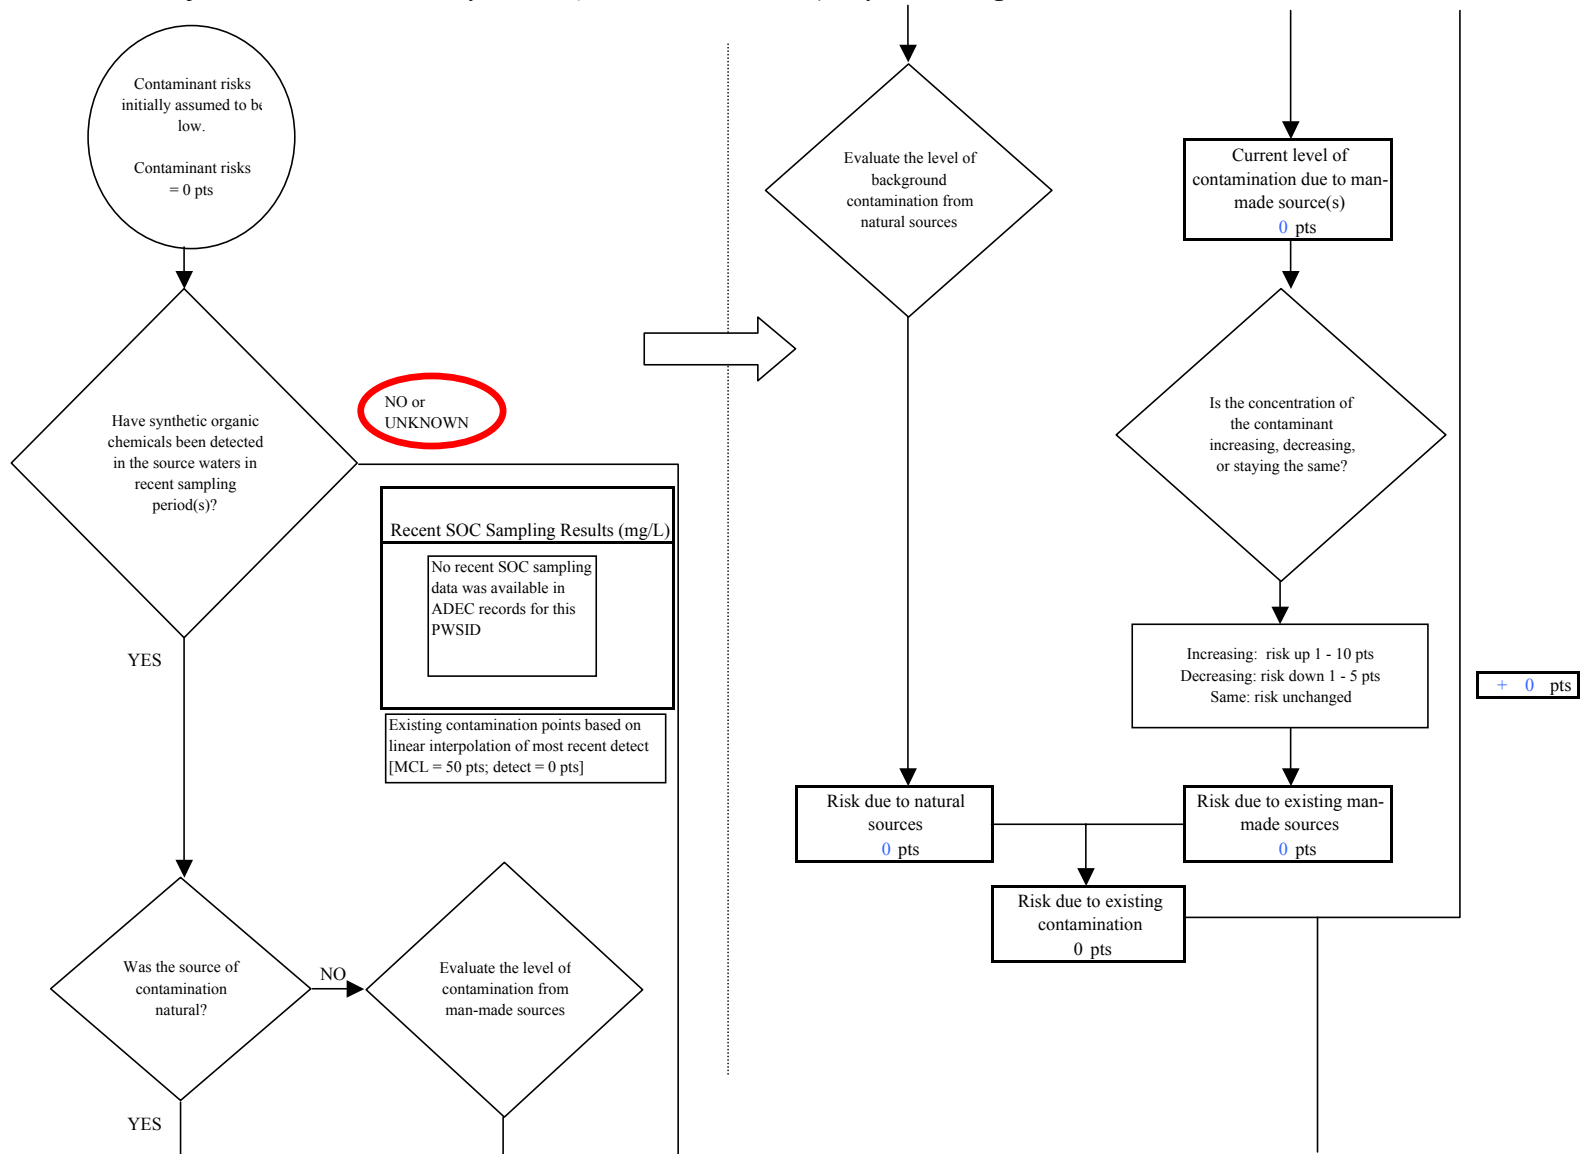 Contaminant risks
initially assumed to be
low.
Contaminant risks
= 0 pts
Have synthetic organic
chemicals been detected
in the source waters in
recent sampling
period(s)?
NO or
UNKNOWN
Recent SOC Sampling Results (mg/L)
No recent SOC sampling
data was available in
ADEC records for this
PWSID
Existing contamination points based on
linear interpolation of most recent detect
[MCL = 50 pts; detect = 0 pts]
YES
Was the source of
contamination
natural?
NO
Evaluate the level of
contamination from
man-made sources
YES
Evaluate the level of
background
contamination from
natural sources
Current level of
contamination due to man-
made source(s)
0 pts
Is the concentration of
the contaminant
increasing, decreasing,
or staying the same?
Increasing: risk up 1 - 10 pts
Decreasing: risk down 1 - 5 pts
Same: risk unchanged
+ 0 pts
Risk due to natural
sources
0 pts
Risk due to existing man-
made sources
0 pts
Risk due to existing
contamination
0 pts